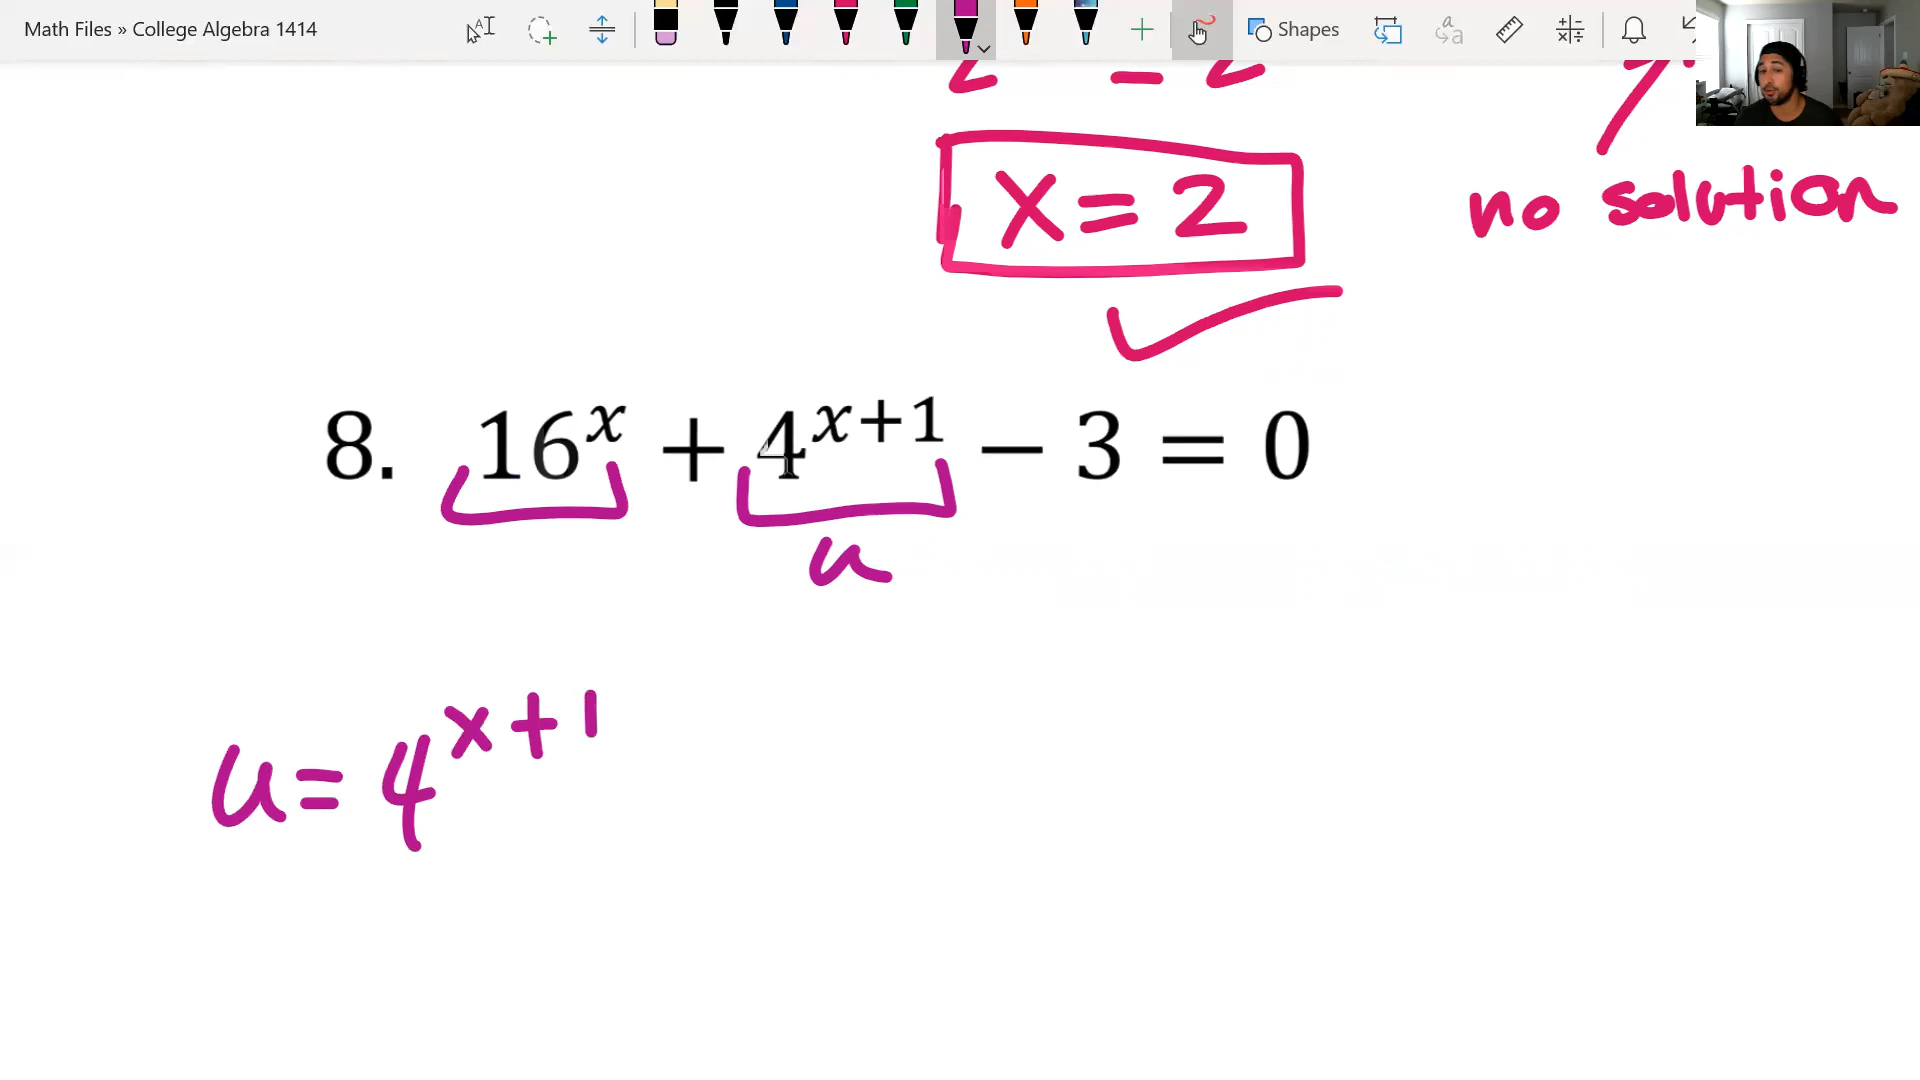 Math Files » College Algebra 1414
Shapes
x = 2
no solution
8. 16^x + 4^{x+1} − 3 = 0
u
u = 4^{x+1}